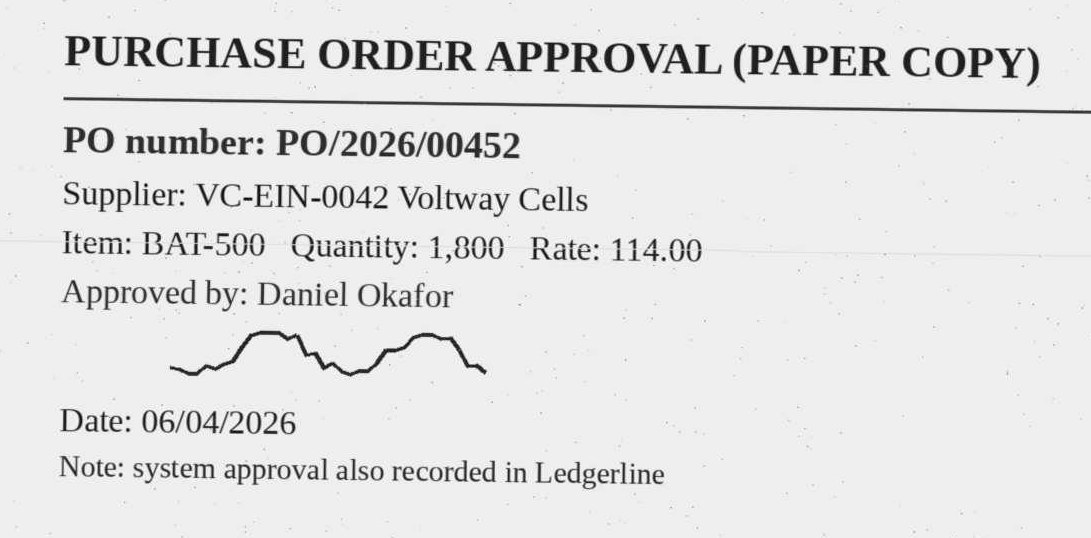 PURCHASE ORDER APPROVAL (PAPER COPY)
PO number: PO/2026/00452
Supplier: VC-EIN-0042 Voltway Cells
Item: BAT-500 Quantity: 1,800 Rate: 114.00
Approved by: Daniel Okafor
Date: 06/04/2026
Note: system approval also recorded in Ledgerline